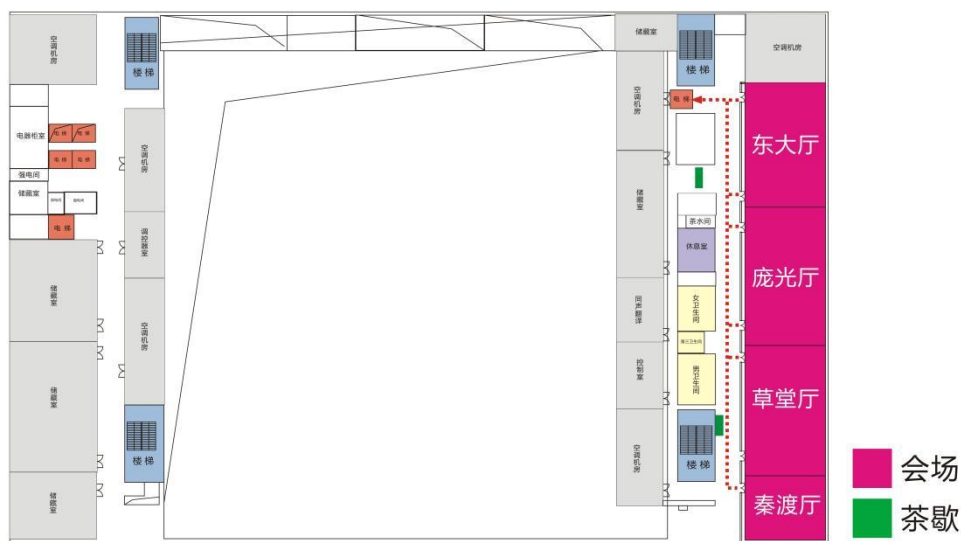 空调机房
楼梯
储藏室
楼梯
空调机房
空调机房
电梯
东大厅
电器柜室
电梯
电梯
空调机房
电梯
电梯
强电间
储藏室
储藏室
茶水间
电梯
调控器室
休息室
庞光厅
储藏室
空调机房
同声翻译
女卫生间
第三卫生间
储藏室
控制室
男卫生间
草堂厅
楼梯
空调机房
楼梯
会场
储藏室
秦渡厅
茶歇